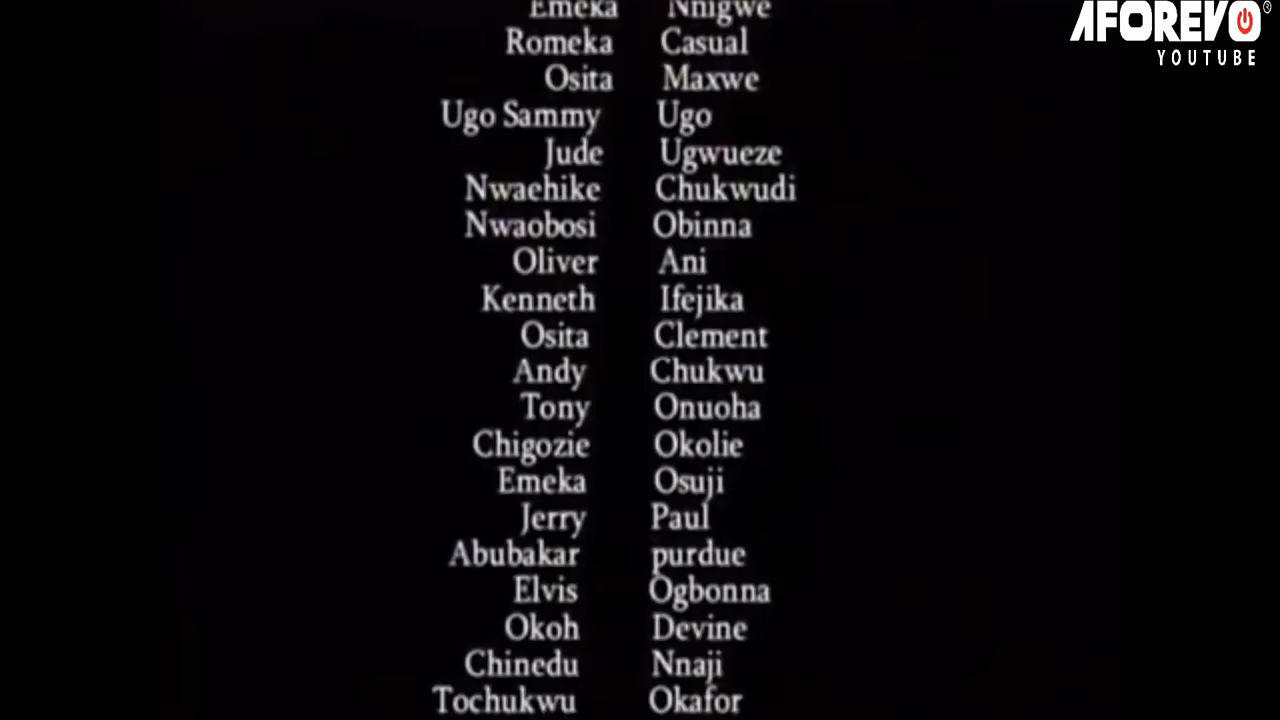 Emeka Nnigwe
AFOREVO
YOUTUBE
Romeka Casual
Osita Maxwe
Ugo Sammy Ugo
Jude Ugwueze
Nwaehike Chukwudi
Nwaobosi Obinna
Oliver Ani
Kenneth Ifejika
Osita Clement
Andy Chukwu
Tony Onuoha
Chigozie Okolie
Emeka Osuji
Jerry Paul
Abubakar purdue
Elvis Ogbonna
Okoh Devine
Chinedu Nnaji
Tochukwu Okafor